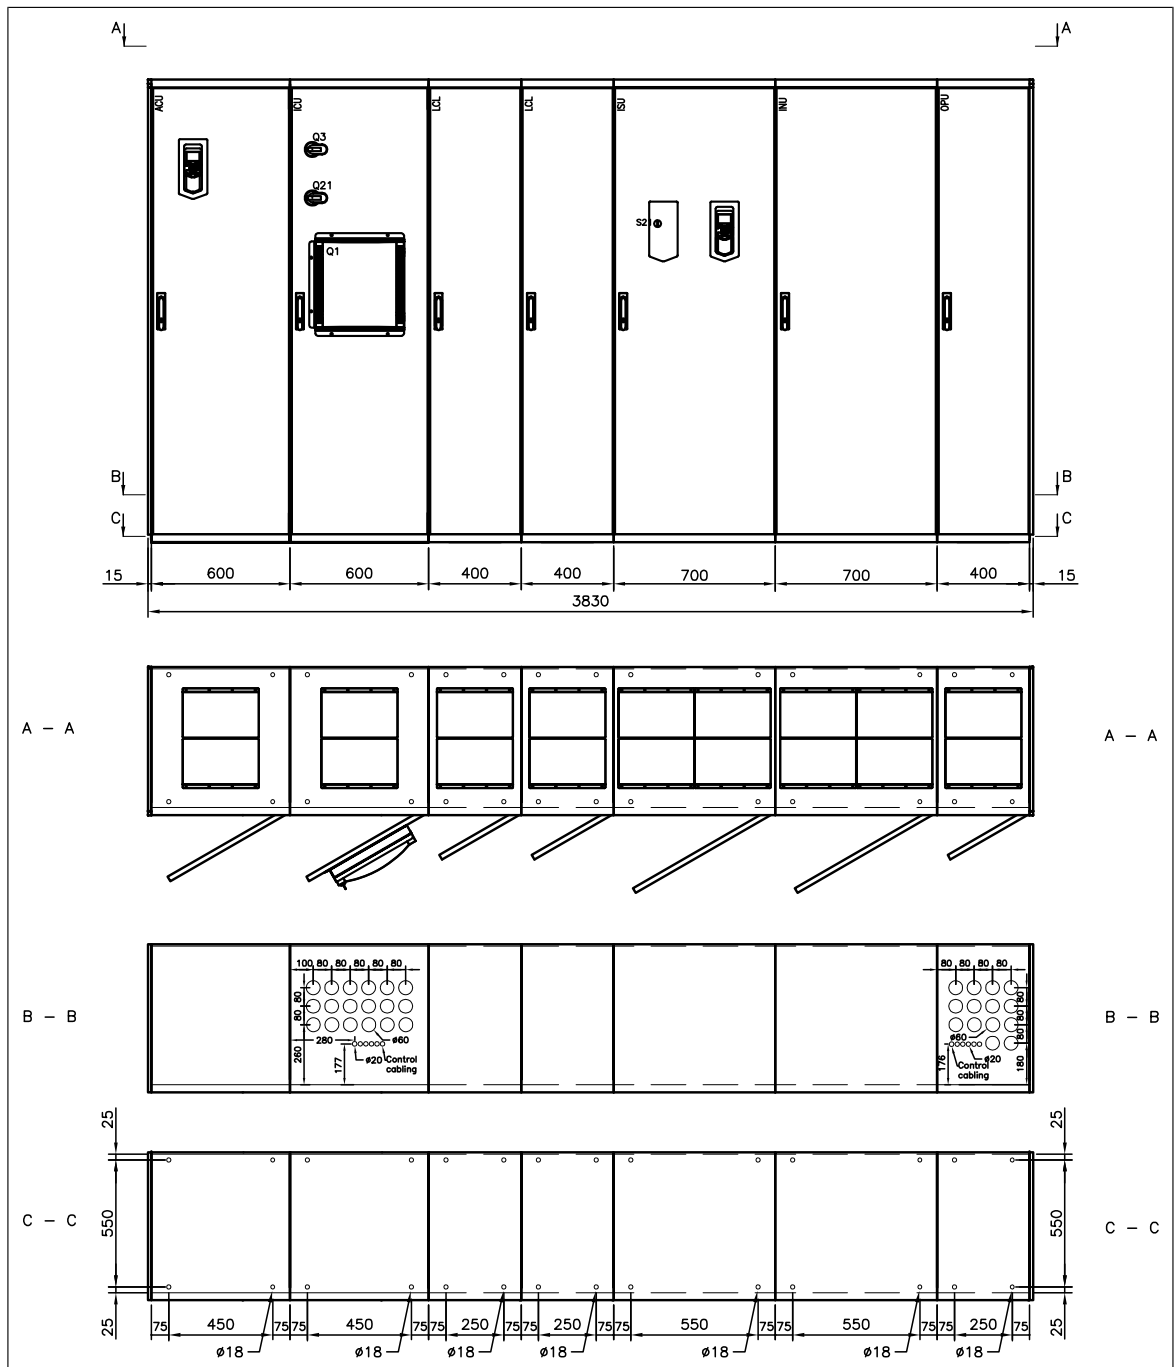 A A
ACU ICU LCL LCL ISU INU OPU
Q3
Q21
S21
Q1
B B
C C
15 600 600 400 400 700 700 400 15
3830
A – A A – A
100 80 80 80 80 80 80 80 80 80
80 80
80 80
80
B – B B – B
ø60 ø60
280
260 177 ø20 Control cabling 176 ø20 180
Control
cabling
25 25
C – C 550 550 C – C
25 75 450 75 75 450 75 75 250 75 75 250 75 75 550 75 75 550 75 75 250 75 25
ø18 ø18 ø18 ø18 ø18 ø18 ø18